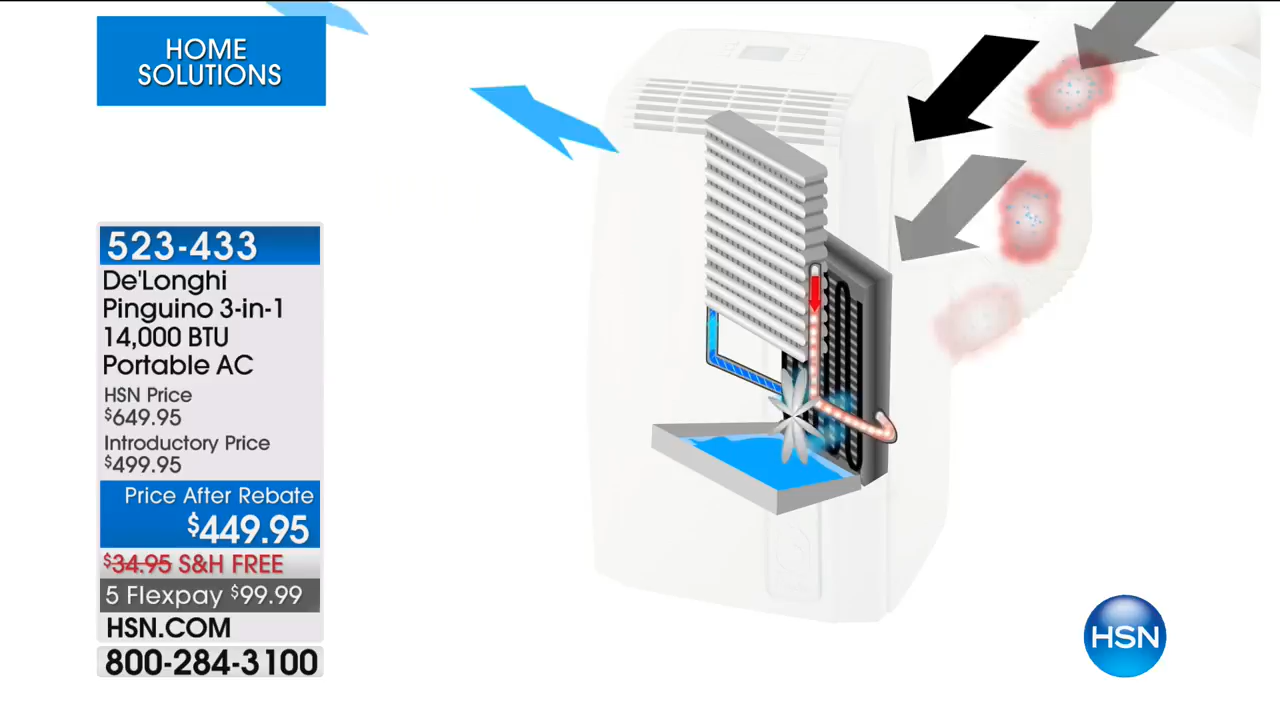 HOME
SOLUTIONS
523-433
De'Longhi
Pinguino 3-in-1
14,000 BTU
Portable AC
HSN Price
$649.95
Introductory Price
$499.95
Price After Rebate
$449.95
$34.95 S&H FREE
5 Flexpay $99.99
HSN.COM
800-284-3100
HSN